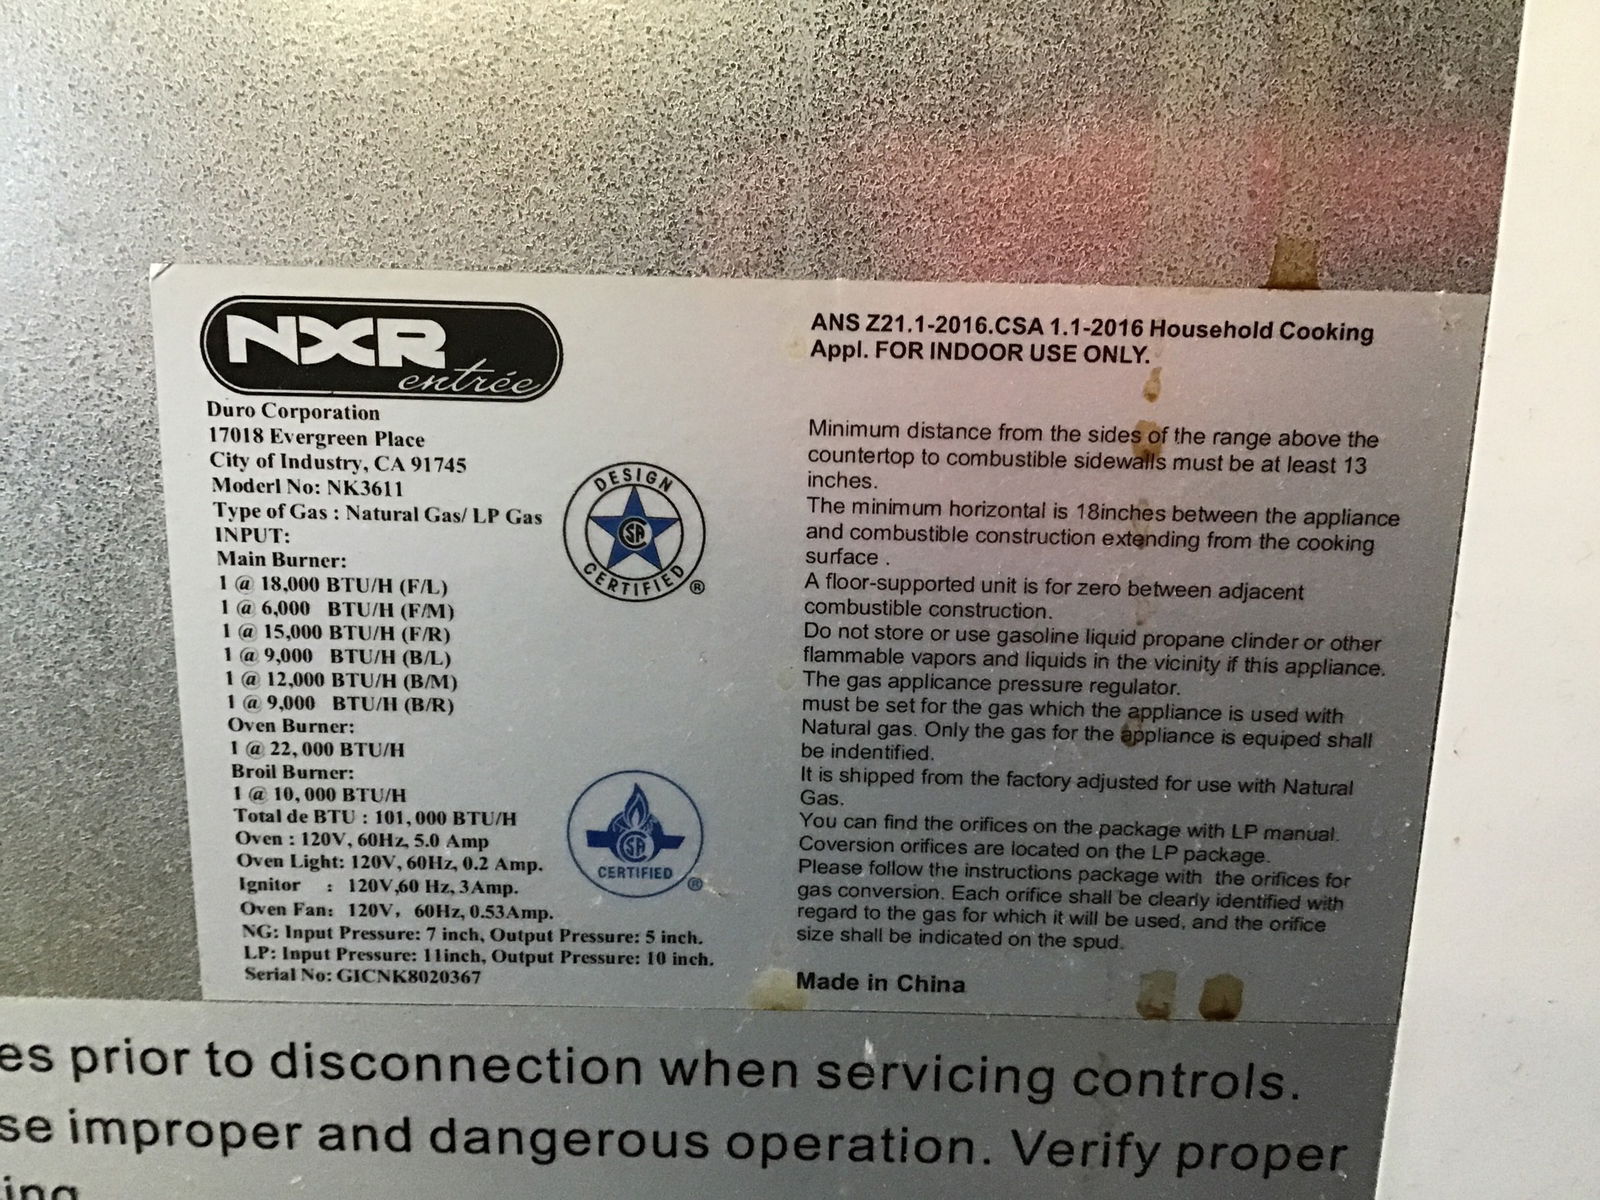 NXR
entrée
Duro Corporation
17018 Evergreen Place
City of Industry, CA 91745
Moderl No: NK3611
Type of Gas : Natural Gas/ LP Gas
INPUT:
Main Burner:
1 @ 18,000 BTU/H (F/L)
1 @ 6,000 BTU/H (F/M)
1 @ 15,000 BTU/H (F/R)
1 @ 9,000 BTU/H (B/L)
1 @ 12,000 BTU/H (B/M)
1 @ 9,000 BTU/H (B/R)
Oven Burner:
1 @ 22, 000 BTU/H
Broil Burner:
1 @ 10, 000 BTU/H
Total de BTU : 101, 000 BTU/H
Oven : 120V, 60Hz, 5.0 Amp
Oven Light: 120V, 60Hz, 0.2 Amp.
Ignitor : 120V,60 Hz, 3Amp.
Oven Fan: 120V, 60Hz, 0.53Amp.
NG: Input Pressure: 7 inch, Output Pressure: 5 inch.
LP: Input Pressure: 11inch, Output Pressure: 10 inch.
Serial No: GICNK8020367
DESIGN
SA
CERTIFIED
®
SA
CERTIFIED
®
ANS Z21.1-2016.CSA 1.1-2016 Household Cooking
Appl. FOR INDOOR USE ONLY.
Minimum distance from the sides of the range above the
countertop to combustible sidewalls must be at least 13
inches.
The minimum horizontal is 18inches between the appliance
and combustible construction extending from the cooking
surface .
A floor-supported unit is for zero between adjacent
combustible construction.
Do not store or use gasoline liquid propane clinder or other
flammable vapors and liquids in the vicinity if this appliance.
The gas applicance pressure regulator.
must be set for the gas which the appliance is used with
Natural gas. Only the gas for the appliance is equiped shall
be indentified.
It is shipped from the factory adjusted for use with Natural
Gas.
You can find the orifices on the package with LP manual.
Coversion orifices are located on the LP package.
Please follow the instructions package with the orifices for
gas conversion. Each orifice shall be clearly identified with
regard to the gas for which it will be used, and the orifice
size shall be indicated on the spud.
Made in China
es prior to disconnection when servicing controls.
se improper and dangerous operation. Verify proper
ing